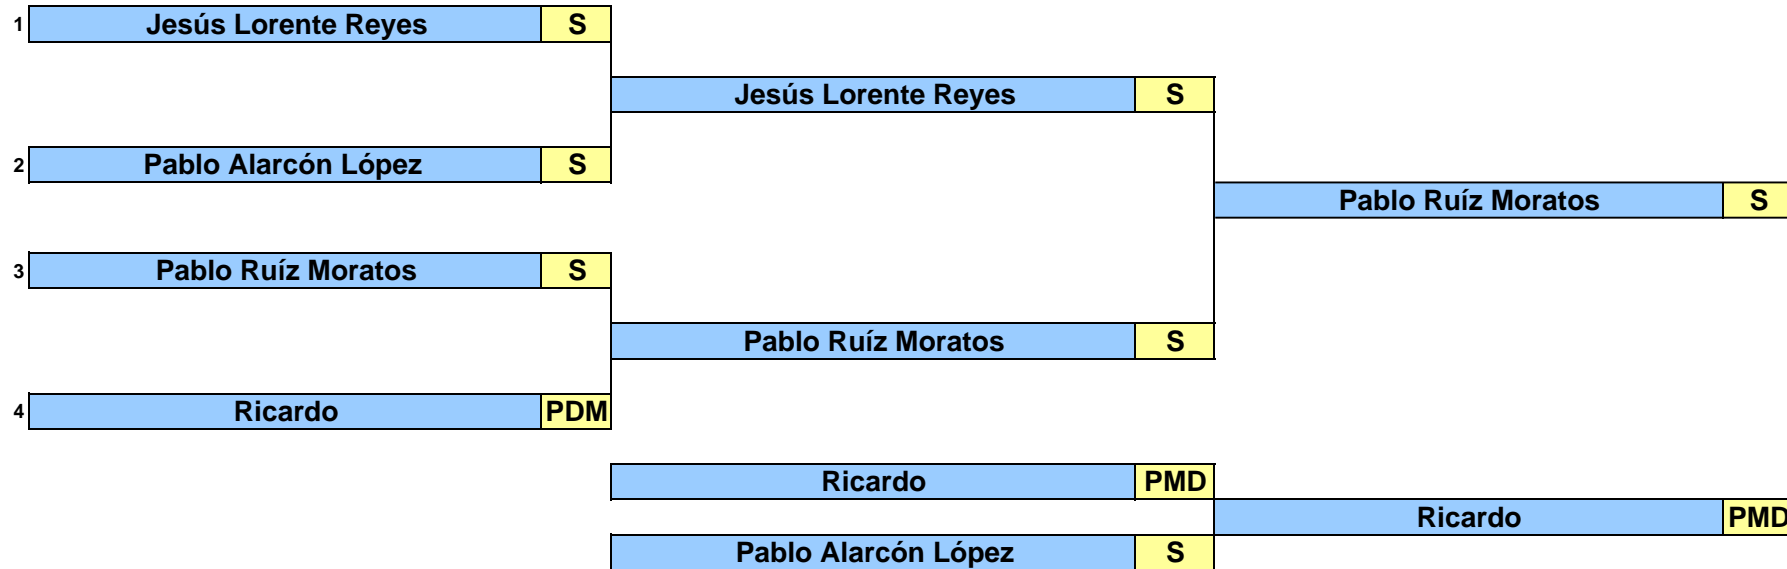 1 Jesús Lorente Reyes S
Jesús Lorente Reyes S
2 Pablo Alarcón López S
Pablo Ruíz Moratos S
3 Pablo Ruíz Moratos S
Pablo Ruíz Moratos S
4 Ricardo PDM
Ricardo PMD
Ricardo PMD
Pablo Alarcón López S